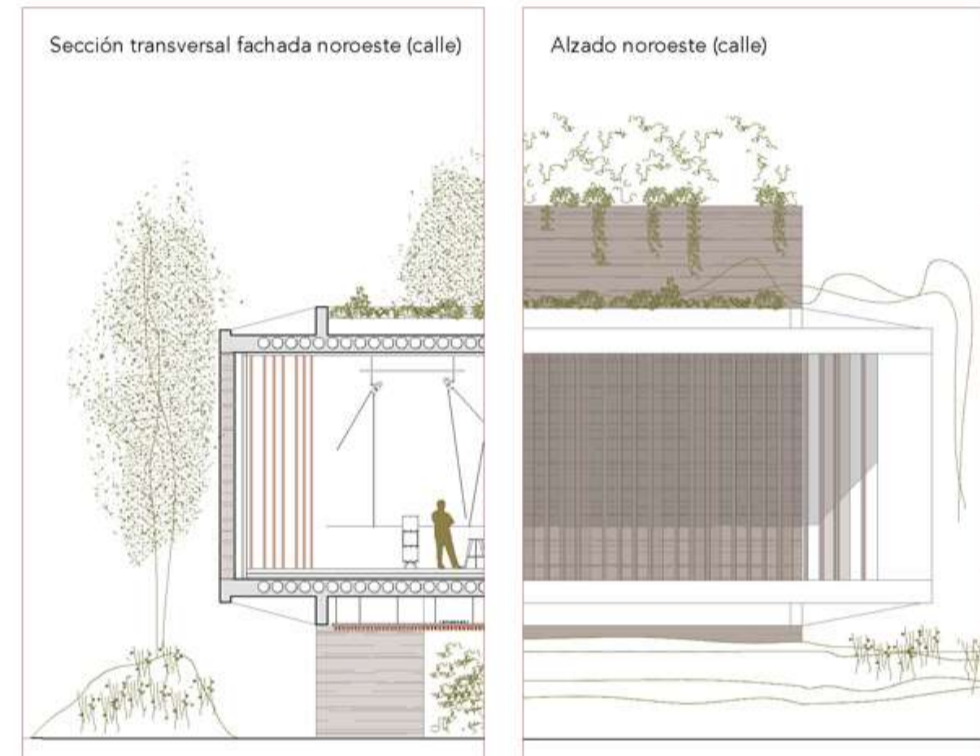 Sección transversal fachada noroeste (calle)
Alzado noroeste (calle)